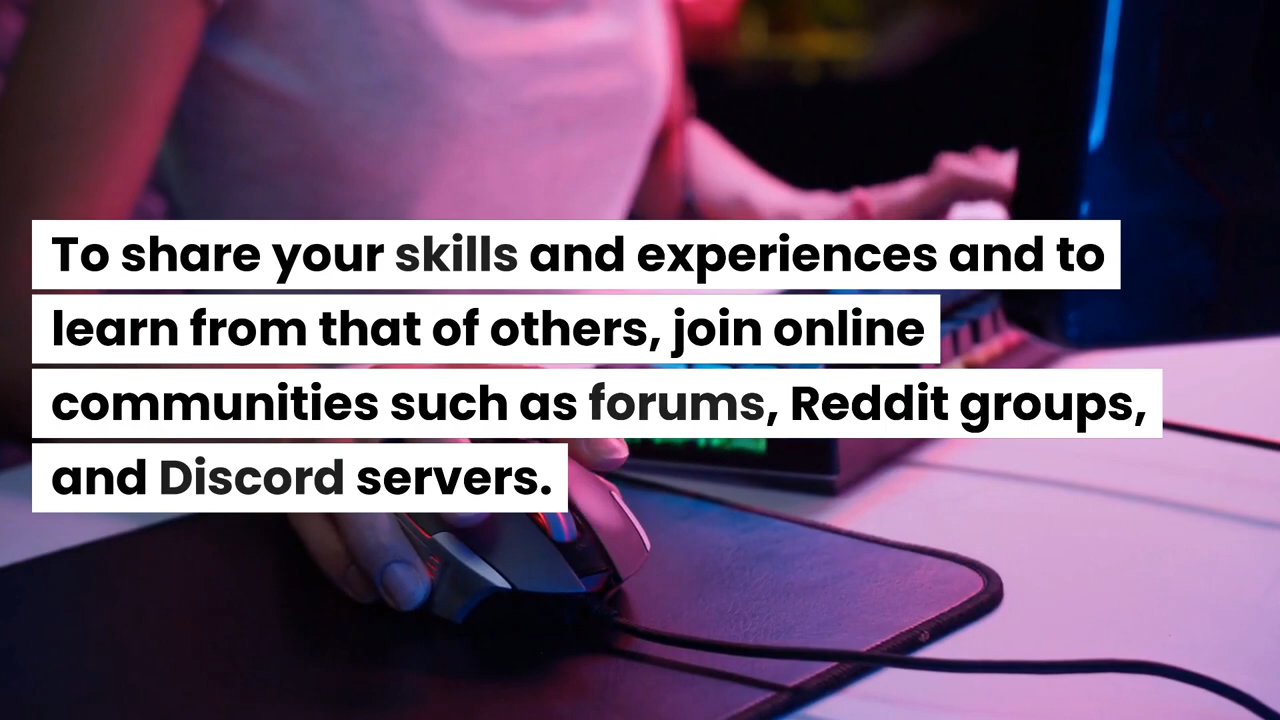 To share your skills and experiences and to
learn from that of others, join online
communities such as forums, Reddit groups,
and Discord servers.